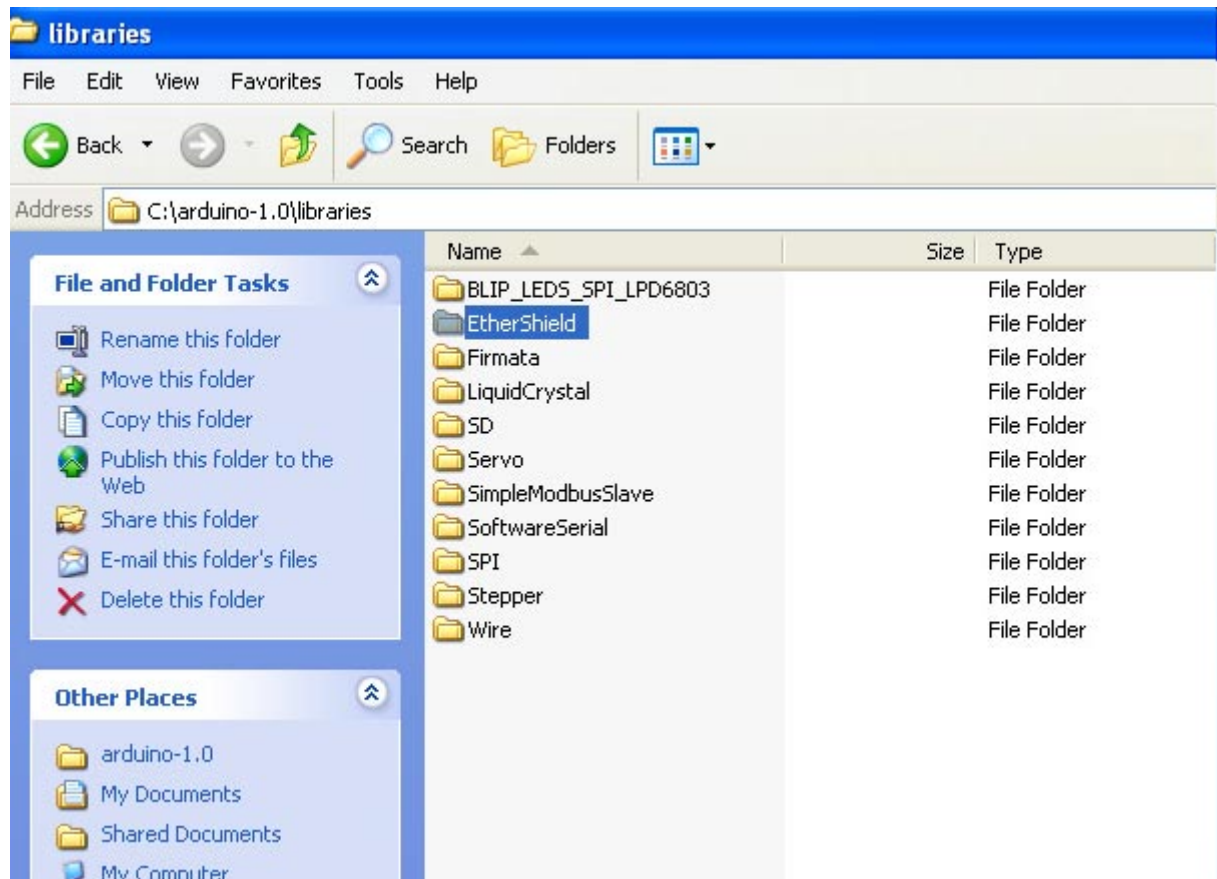 libraries
File Edit View Favorites Tools Help
Back Search Folders
Address C:\arduino-1.0\libraries
Name Size Type
File and Folder Tasks
Rename this folder
Move this folder
Copy this folder
Publish this folder to the
Web
Share this folder
E-mail this folder's files
Delete this folder
Other Places
arduino-1.0
My Documents
Shared Documents
My Computer
BLIP_LEDS_SPI_LPD6803 File Folder
EtherShield File Folder
Firmata File Folder
LiquidCrystal File Folder
SD File Folder
Servo File Folder
SimpleModbusSlave File Folder
SoftwareSerial File Folder
SPI File Folder
Stepper File Folder
Wire File Folder